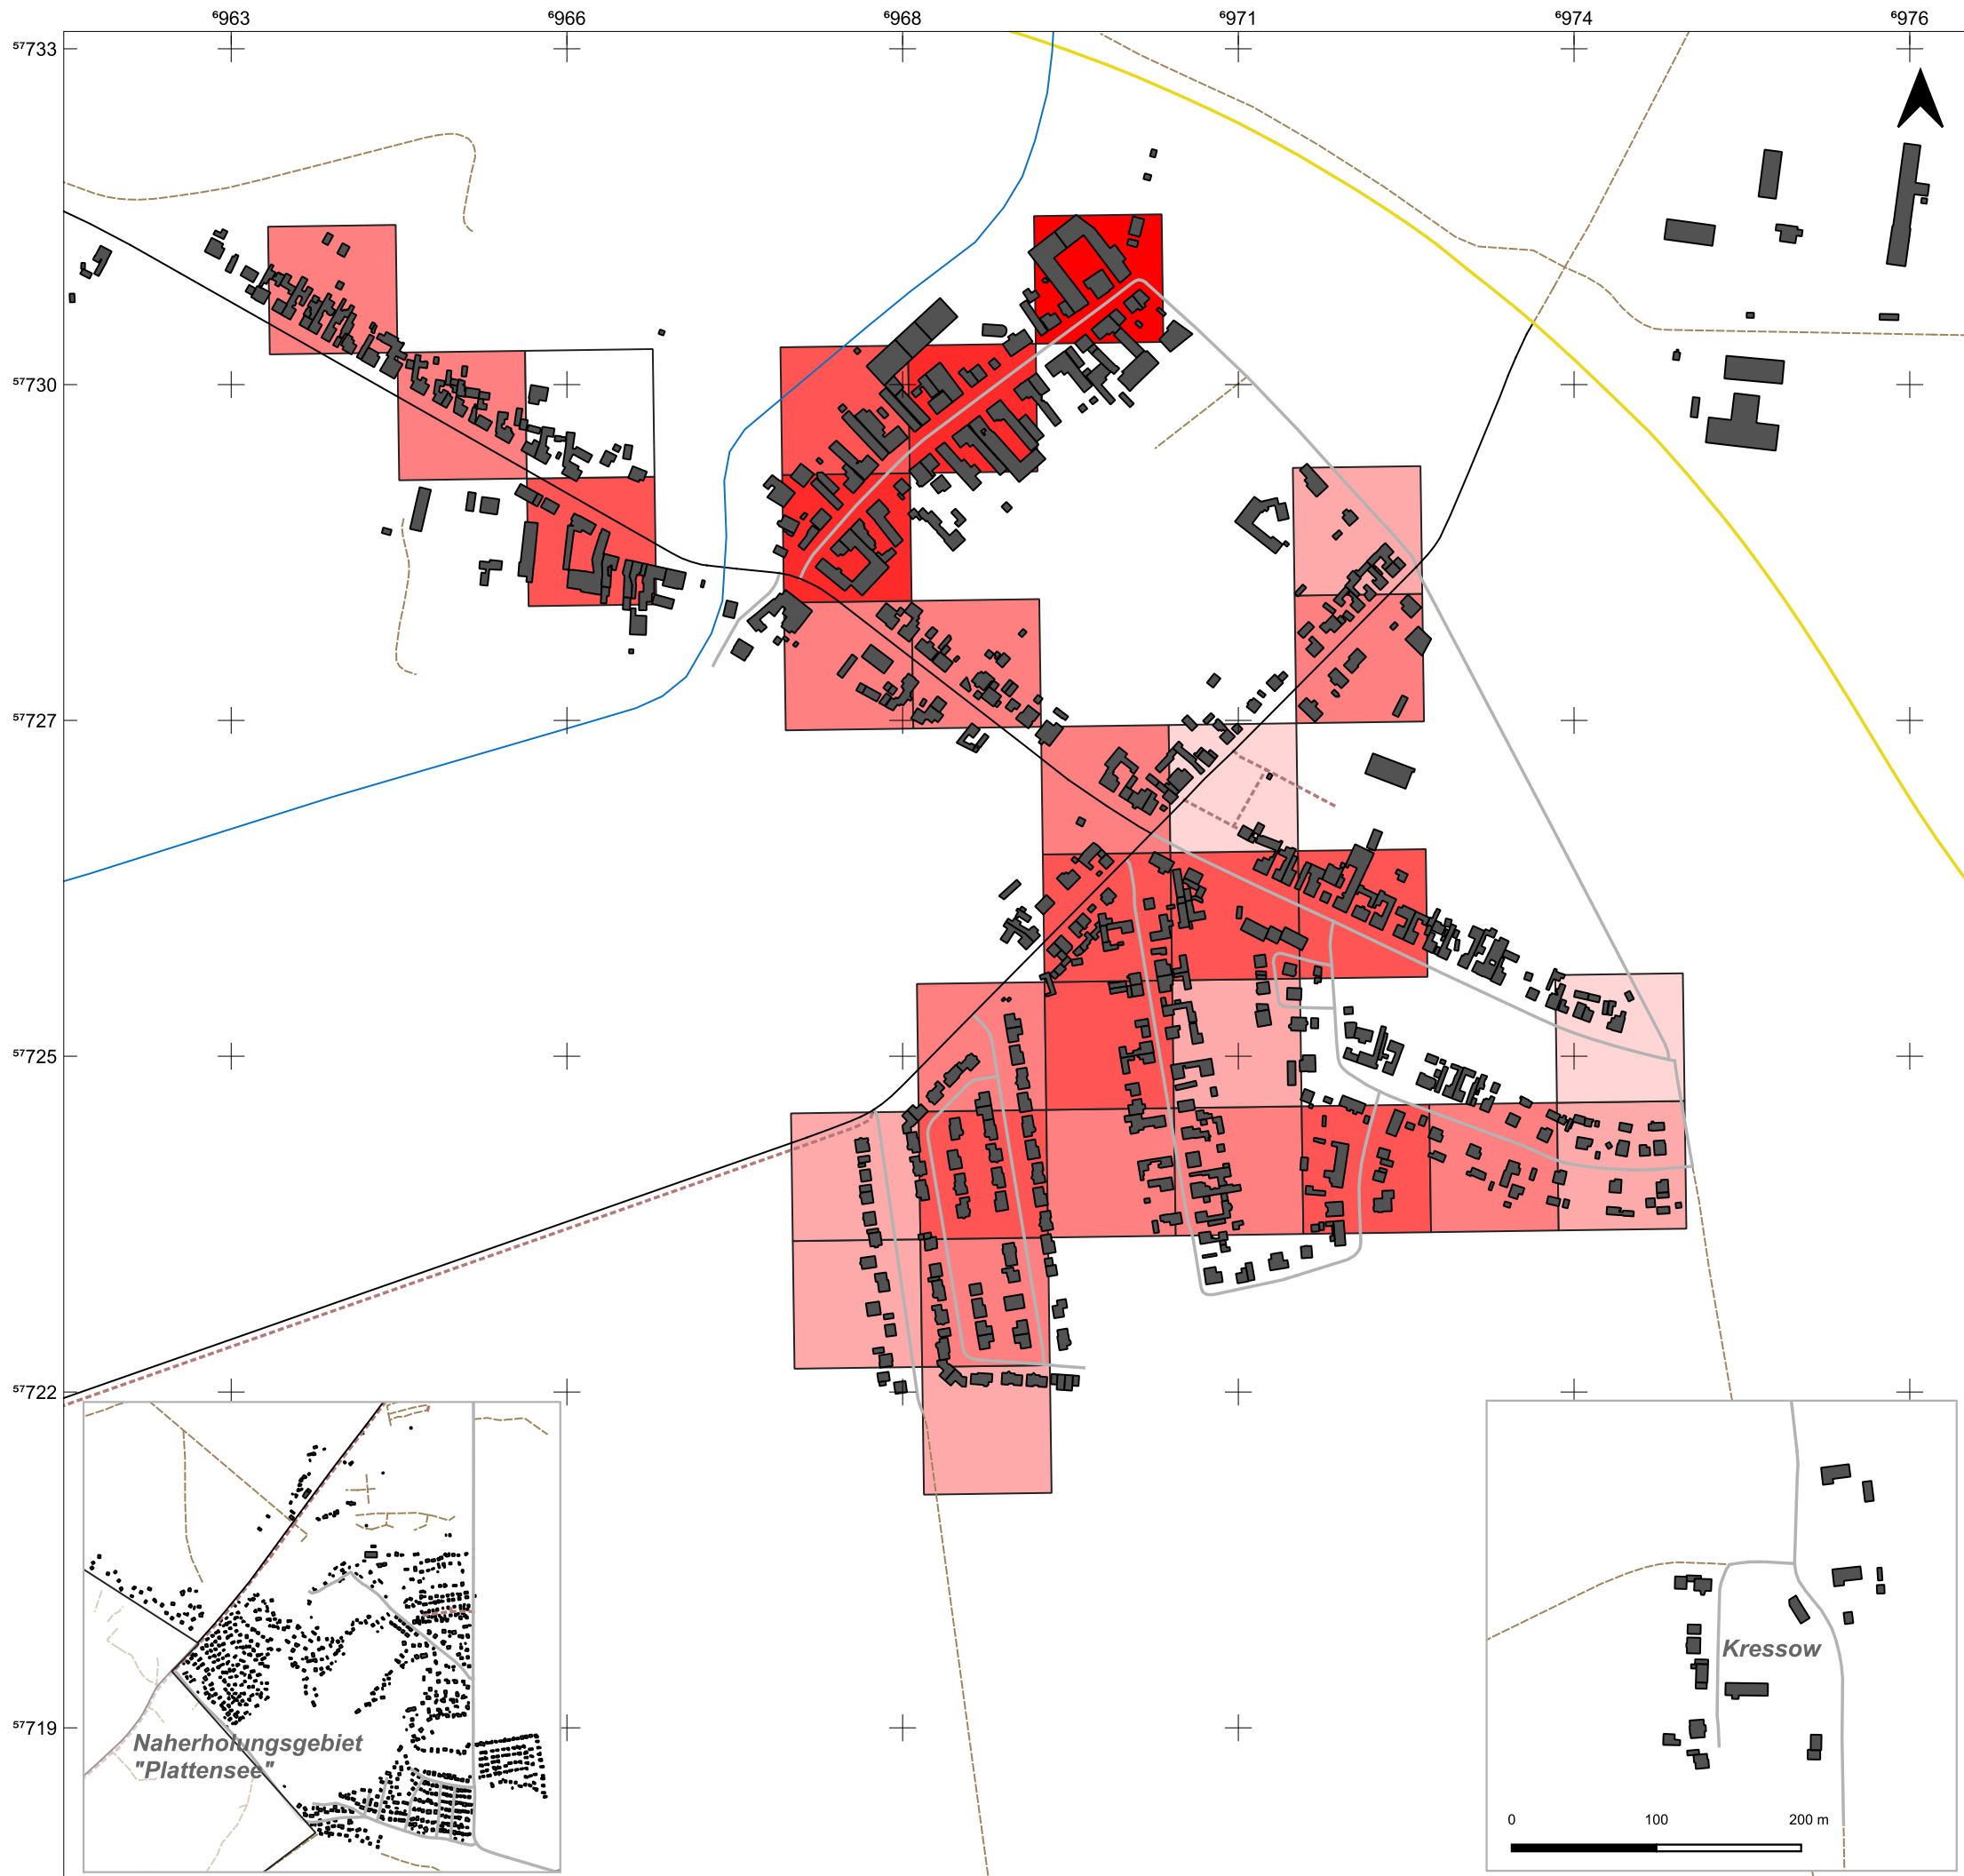 ⁶963 ⁶966 ⁶968 ⁶971 ⁶974 ⁶976
⁵⁷733
⁵⁷730
⁵⁷727
⁵⁷725
⁵⁷722
⁵⁷719
Naherholungsgebiet
"Plattensee"
Kressow
0 100 200 m